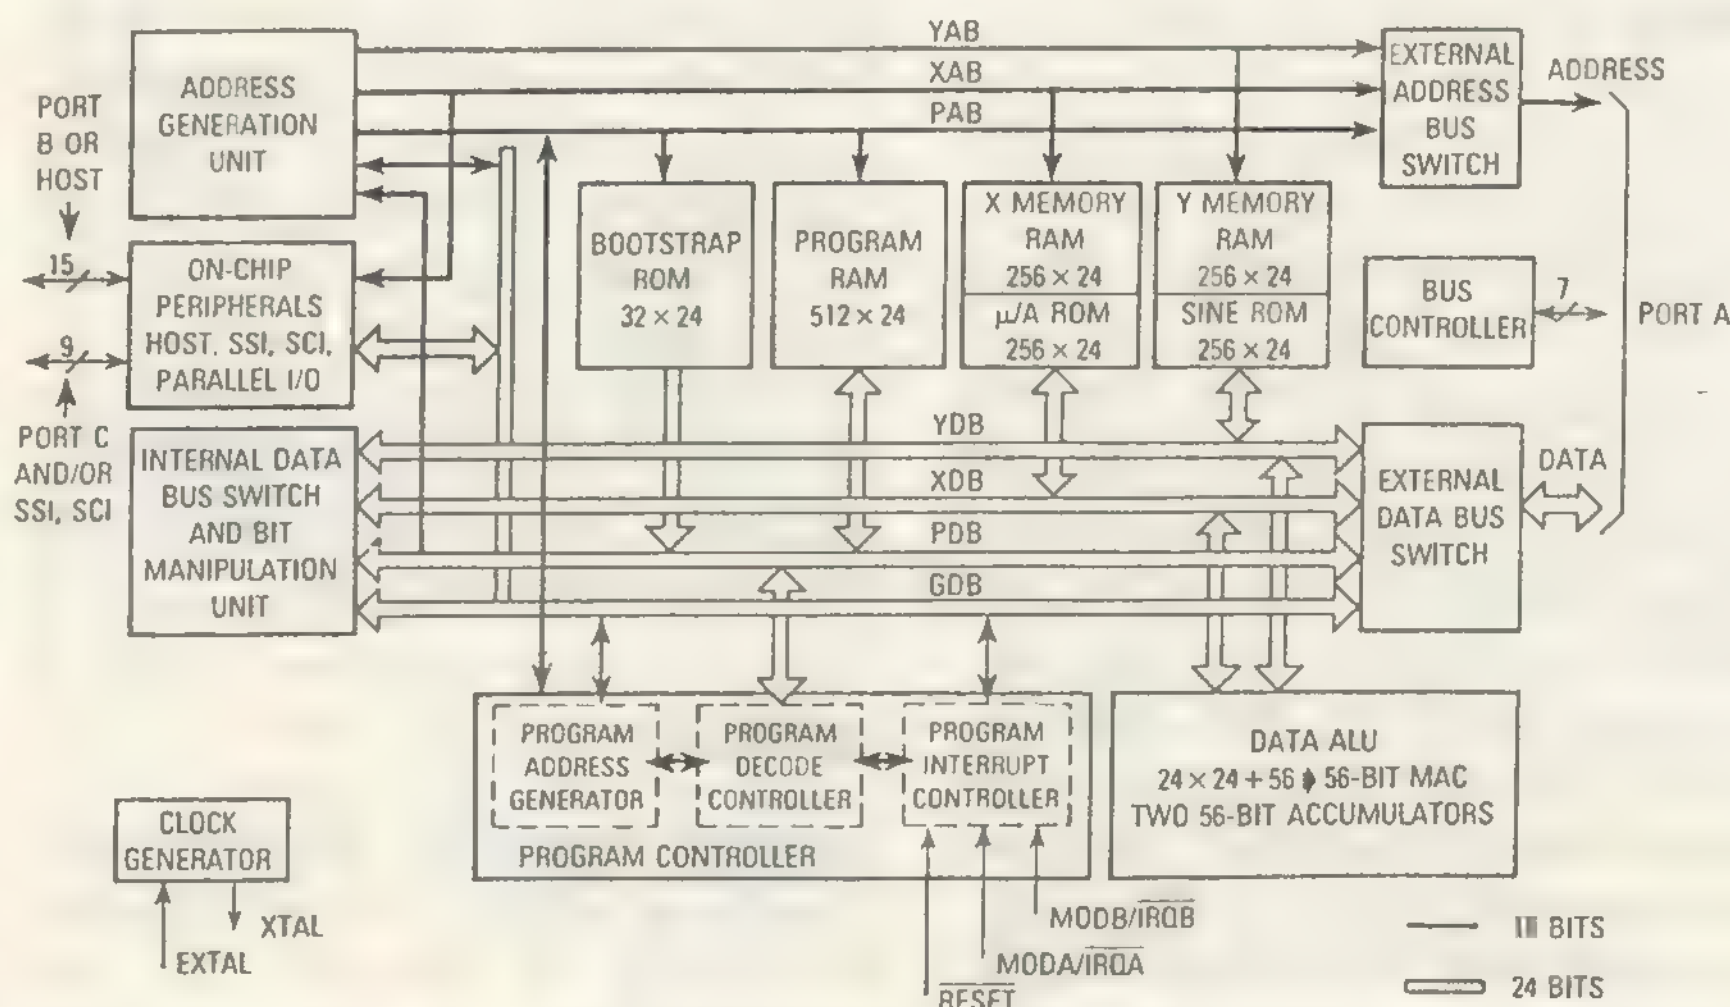 YAB
XAB
PAB
ADDRESS
GENERATION
UNIT
EXTERNAL
ADDRESS
BUS
SWITCH
ADDRESS
PORT
B OR
HOST
15
9
ON-CHIP
PERIPHERALS
HOST, SSI, SCI,
PARALLEL I/O
PORT C
AND/OR
SSI, SCI
BOOTSTRAP
ROM
32 × 24
PROGRAM
RAM
512 × 24
X MEMORY
RAM
256 × 24
μ/A ROM
256 × 24
Y MEMORY
RAM
256 × 24
SINE ROM
256 × 24
BUS
CONTROLLER
7
PORT A
INTERNAL DATA
BUS SWITCH
AND BIT
MANIPULATION
UNIT
YDB
XDB
PDB
GDB
EXTERNAL
DATA BUS
SWITCH
DATA
PROGRAM
ADDRESS
GENERATOR
PROGRAM
DECODE
CONTROLLER
PROGRAM
INTERRUPT
CONTROLLER
PROGRAM CONTROLLER
DATA ALU
24 × 24 + 56 ➧ 56-BIT MAC
TWO 56-BIT ACCUMULATORS
CLOCK
GENERATOR
XTAL
EXTAL
MODB/IRQB
MODA/IRQA
RESET
BITS
24 BITS